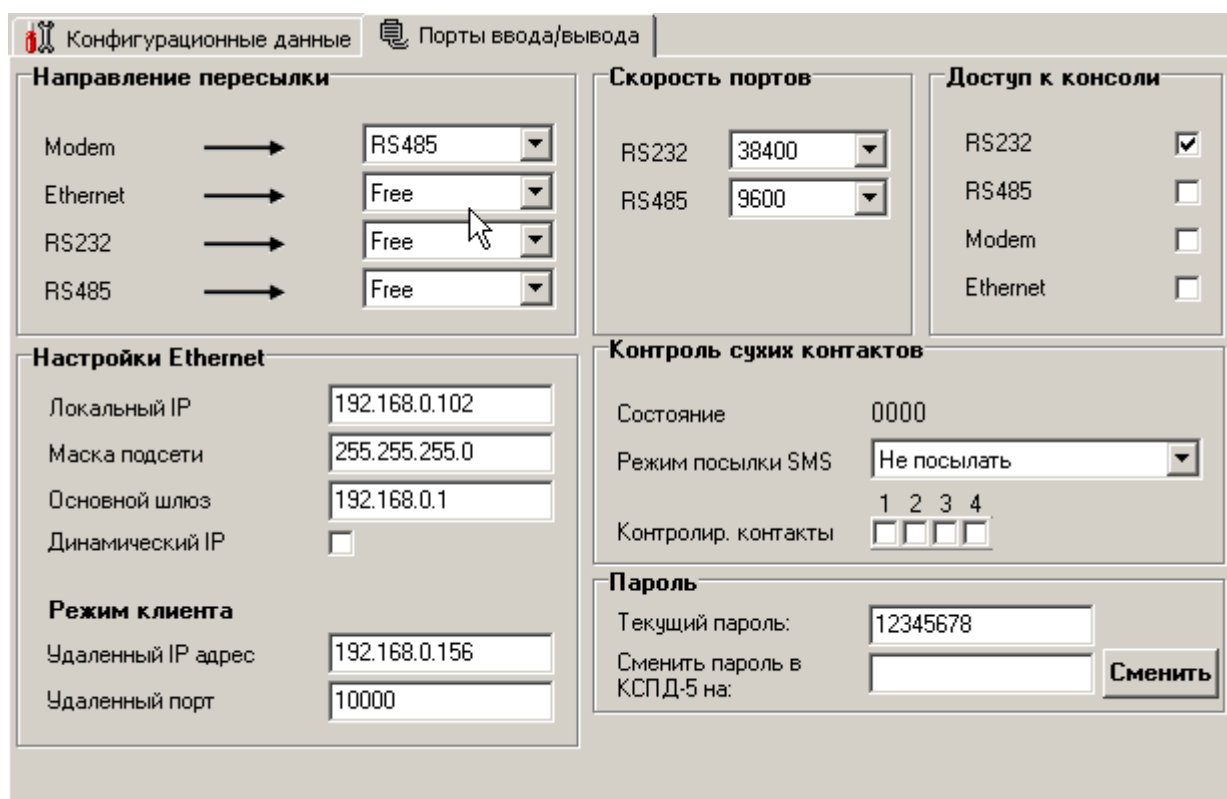 Конфигурационные данные
Порты ввода/вывода
Направление пересылки
Modem RS485
Ethernet Free
RS232 Free
RS485 Free
Скорость портов
RS232 38400
RS485 9600
Доступ к консоли
RS232
RS485
Modem
Ethernet
Настройки Ethernet
Локальный IP 192.168.0.102
Маска подсети 255.255.255.0
Основной шлюз 192.168.0.1
Динамический IP
Режим клиента
Удаленный IP адрес 192.168.0.156
Удаленный порт 10000
Контроль сухих контактов
Состояние 0000
Режим посылки SMS Не посылать
1 2 3 4
Контролир. контакты
Пароль
Текущий пароль: 12345678
Сменить пароль в
КСПД-5 на:
Сменить